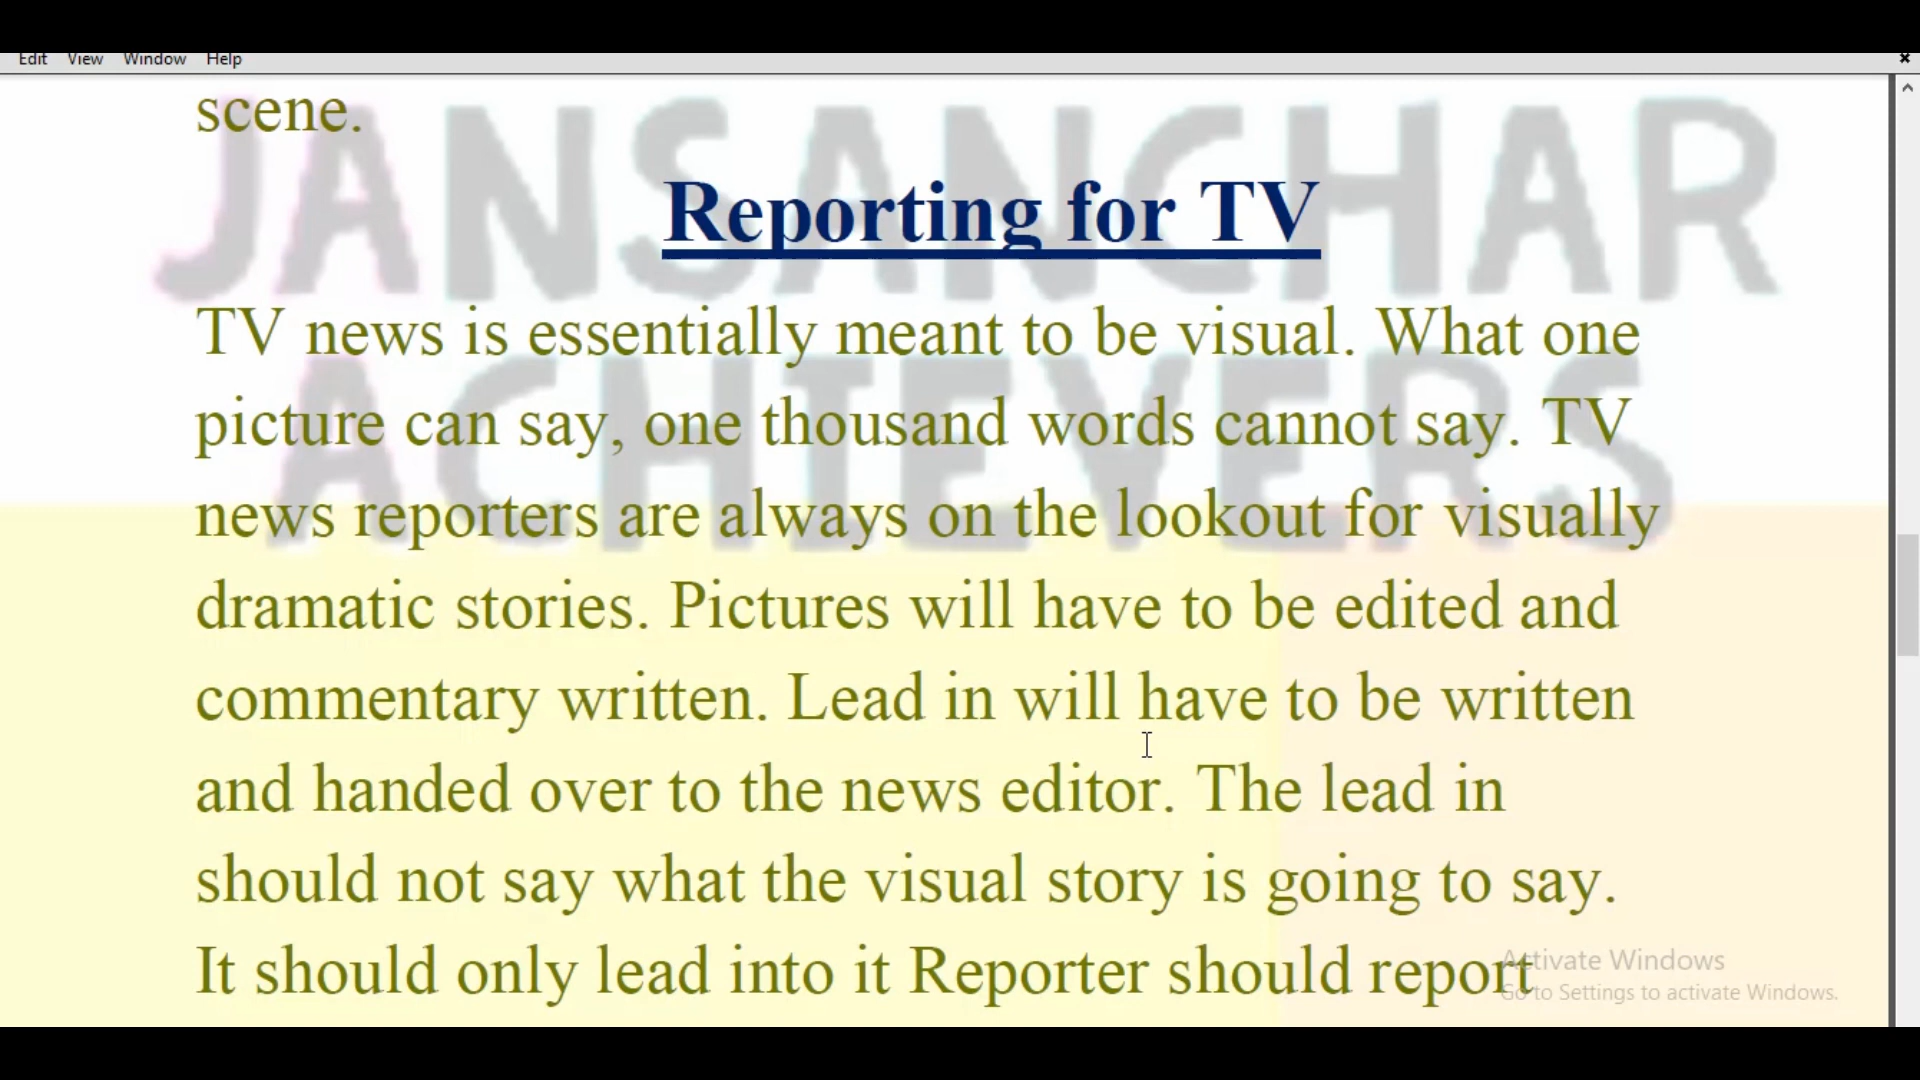 Edit View Window Help
scene.
JANSANCHAR
Reporting for TV
TV news is essentially meant to be visual. What one
ACHIEVERS
picture can say, one thousand words cannot say. TV
news reporters are always on the lookout for visually
dramatic stories. Pictures will have to be edited and
commentary written. Lead in will have to be written
and handed over to the news editor. The lead in
should not say what the visual story is going to say.
It should only lead into it Reporter should report
Activate Windows
Go to Settings to activate Windows.